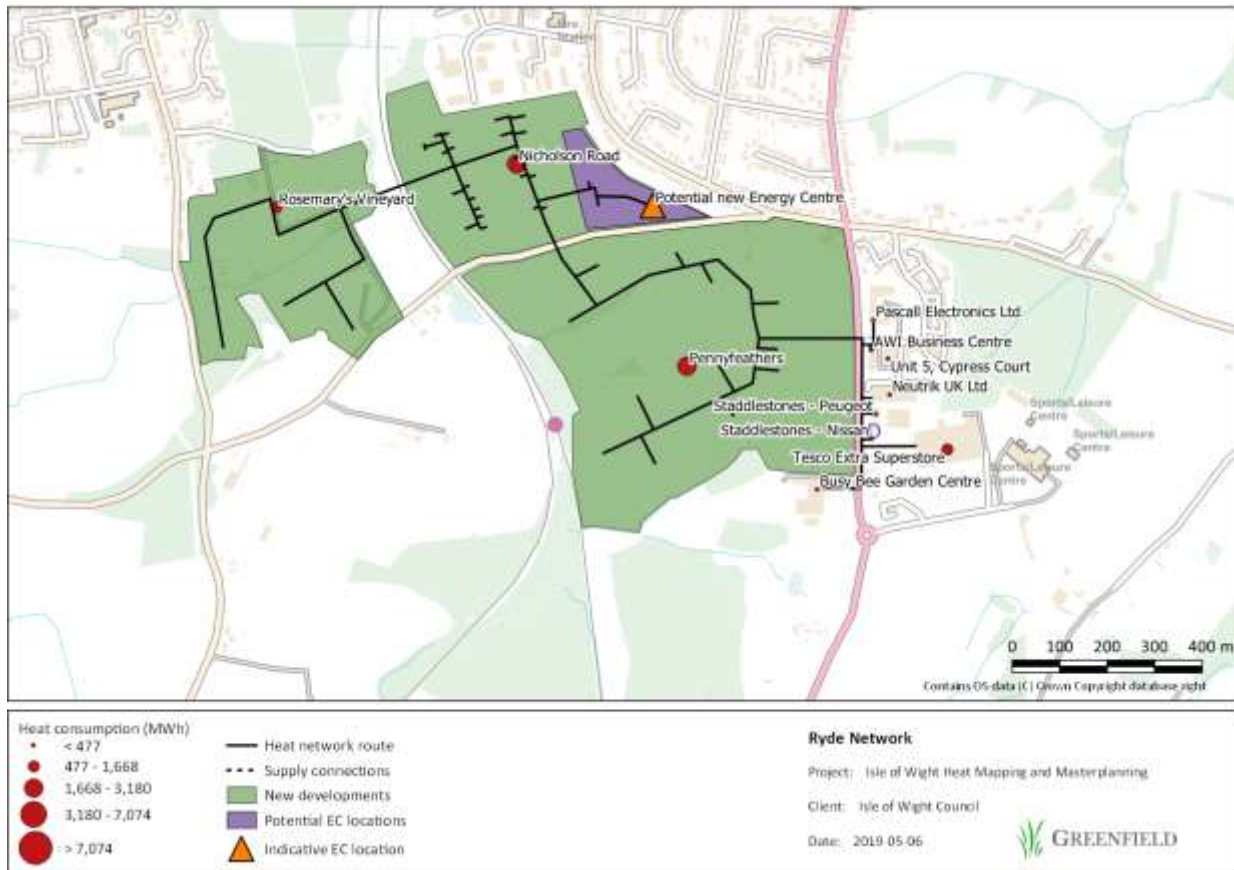 Station
Nicholson Road
Rosemary's Vineyard
Potential new Energy Centre
Pascall Electronics Ltd
AWI Business Centre
Unit 5, Cypress Court
Pennyfeathers
Neutrik UK Ltd
Staddlestones - Peugeot
Sports/Leisure
Centre
Staddlestones - Nissan
Sports/Leisure
Centre
Tesco Extra Superstore
Sports/Leisure
Centre
Busy Bee Garden Centre
0 100 200 300 400 m
Contains OS data (C) Crown Copyright database right
Heat consumption (MWh)
< 477
477 - 1,668
1,668 - 3,180
3,180 - 7,074
> 7,074
Heat network route
Supply connections
New developments
Potential EC locations
Indicative EC location
Ryde Network
Project: Isle of Wight Heat Mapping and Masterplanning
Client: Isle of Wight Council
Date: 2019-05-06
GREENFIELD